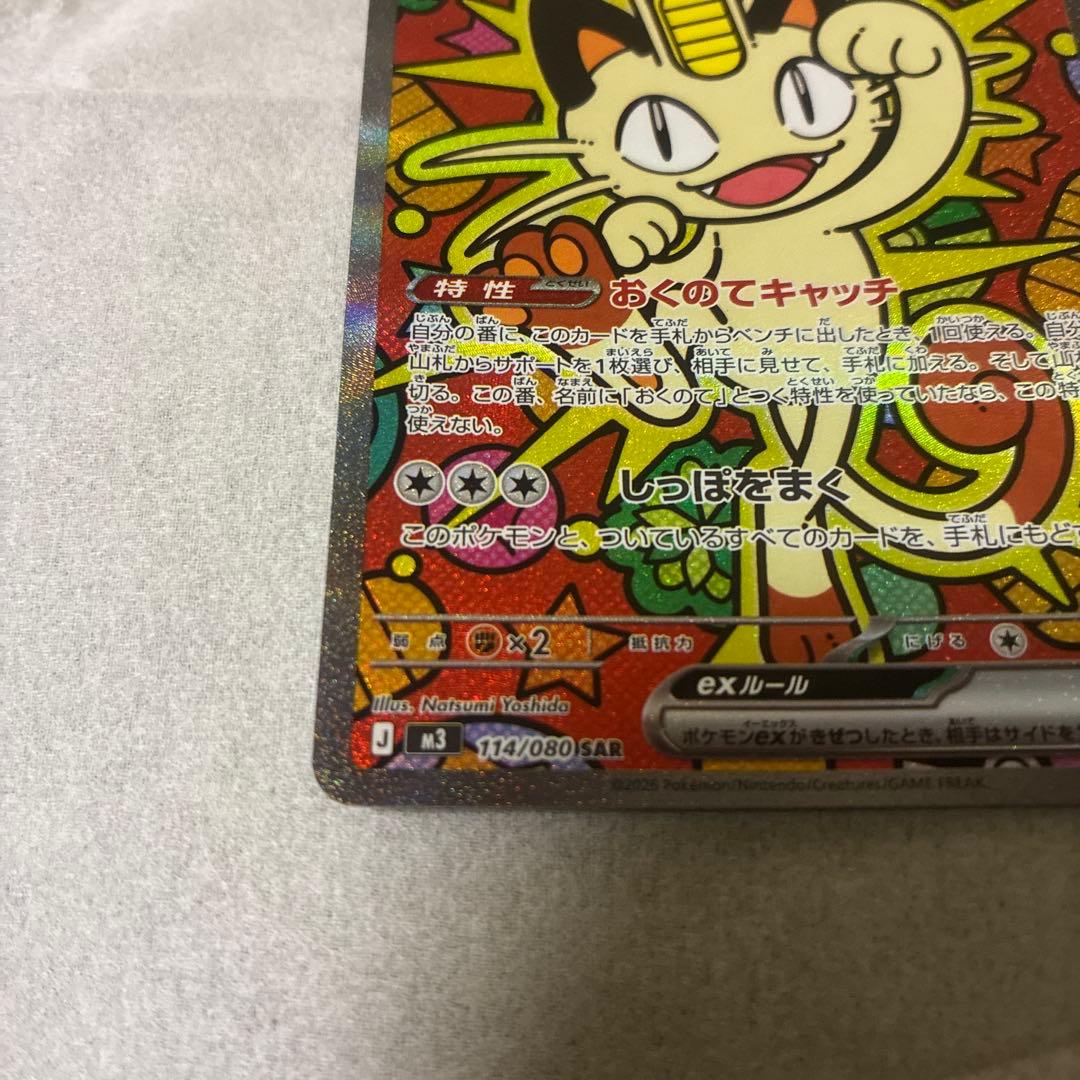 特性 とくせい おくのてキャッチ
自分の番に、このカードを手札からベンチに出したとき、1回使える。自分
山札からサポートを1枚選び、相手に見せて、手札に加える。そして山
切る。この番、名前に「おくのて」とつく特性を使っていたなら、この特
使えない。
しっぽをまく
このポケモンと、ついているすべてのカードを、手札にもど
弱点 ×2 抵抗力 にげる
exルール
Illus. Natsumi Yoshida
ポケモンexがきぜつしたとき、相手はサイドを
J M3 114/080 SAR
©2026 Pokémon/Nintendo/Creatures/GAME FREAK